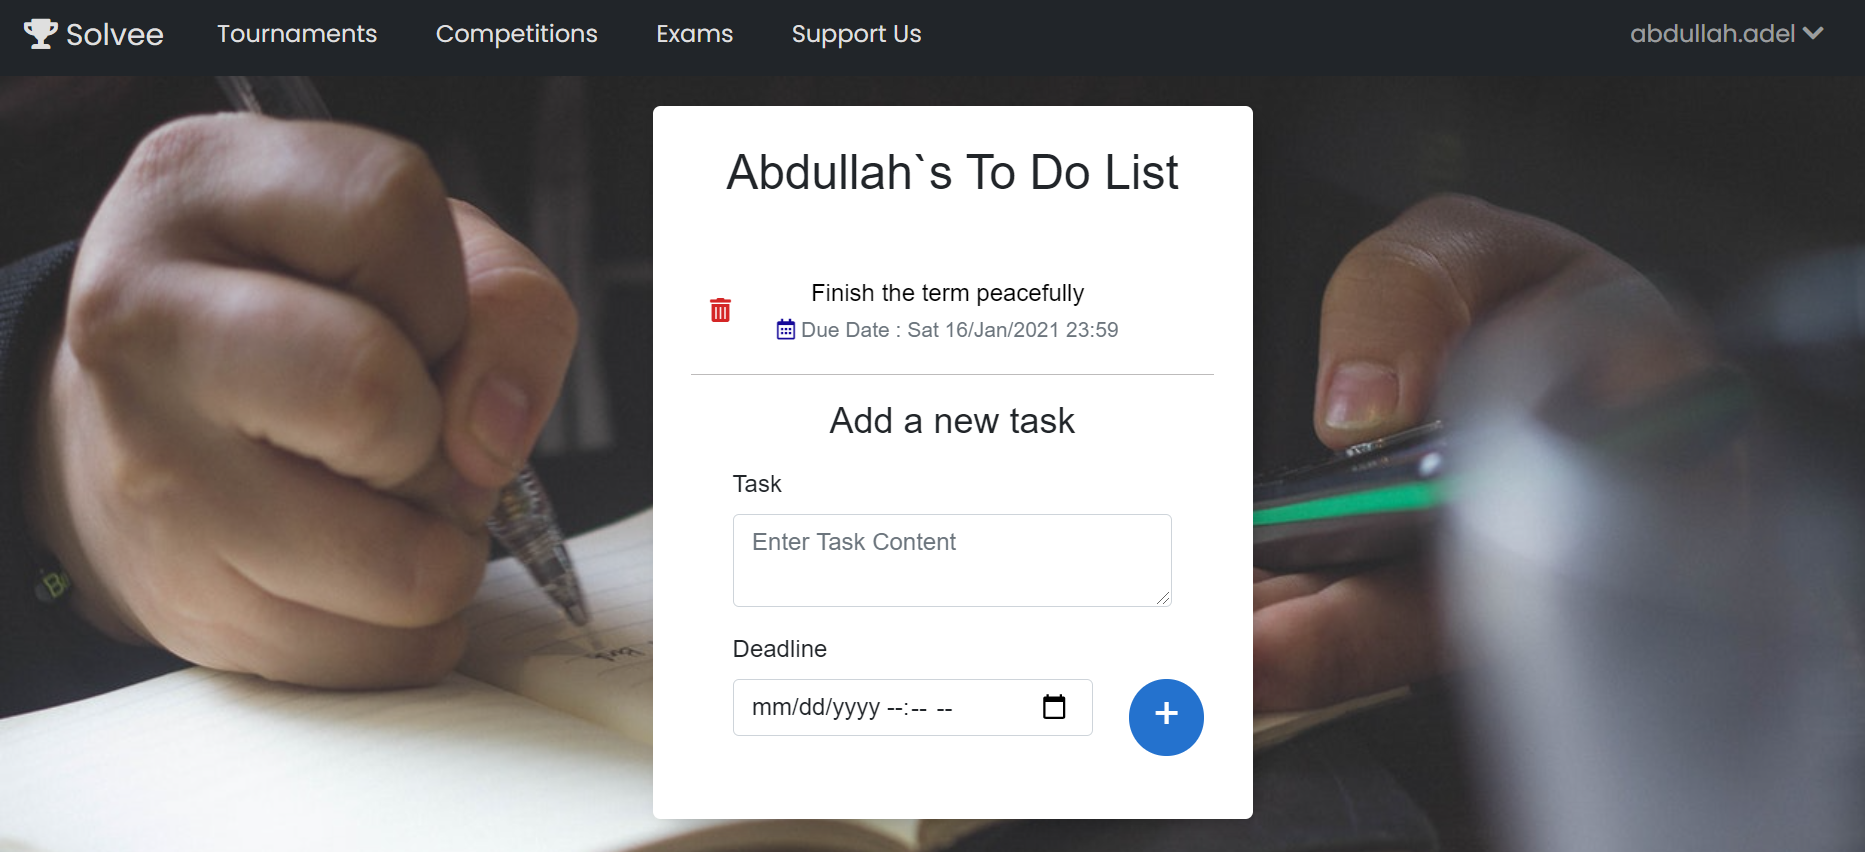 Solvee Tournaments Competitions Exams Support Us abdullah.adel
Abdullah`s To Do List
Finish the term peacefully
Due Date : Sat 16/Jan/2021 23:59
Add a new task
Task
Enter Task Content
Deadline
mm/dd/yyyy --:-- --
+